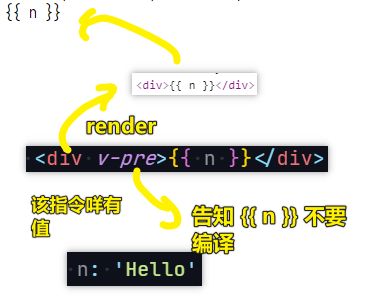 {{ n }}
<div>{{ n }}</div>
render
<div v-pre>{{ n }}</div>
该指令咩有
值
告知 {{ n }} 不要
编译
n: 'Hello'